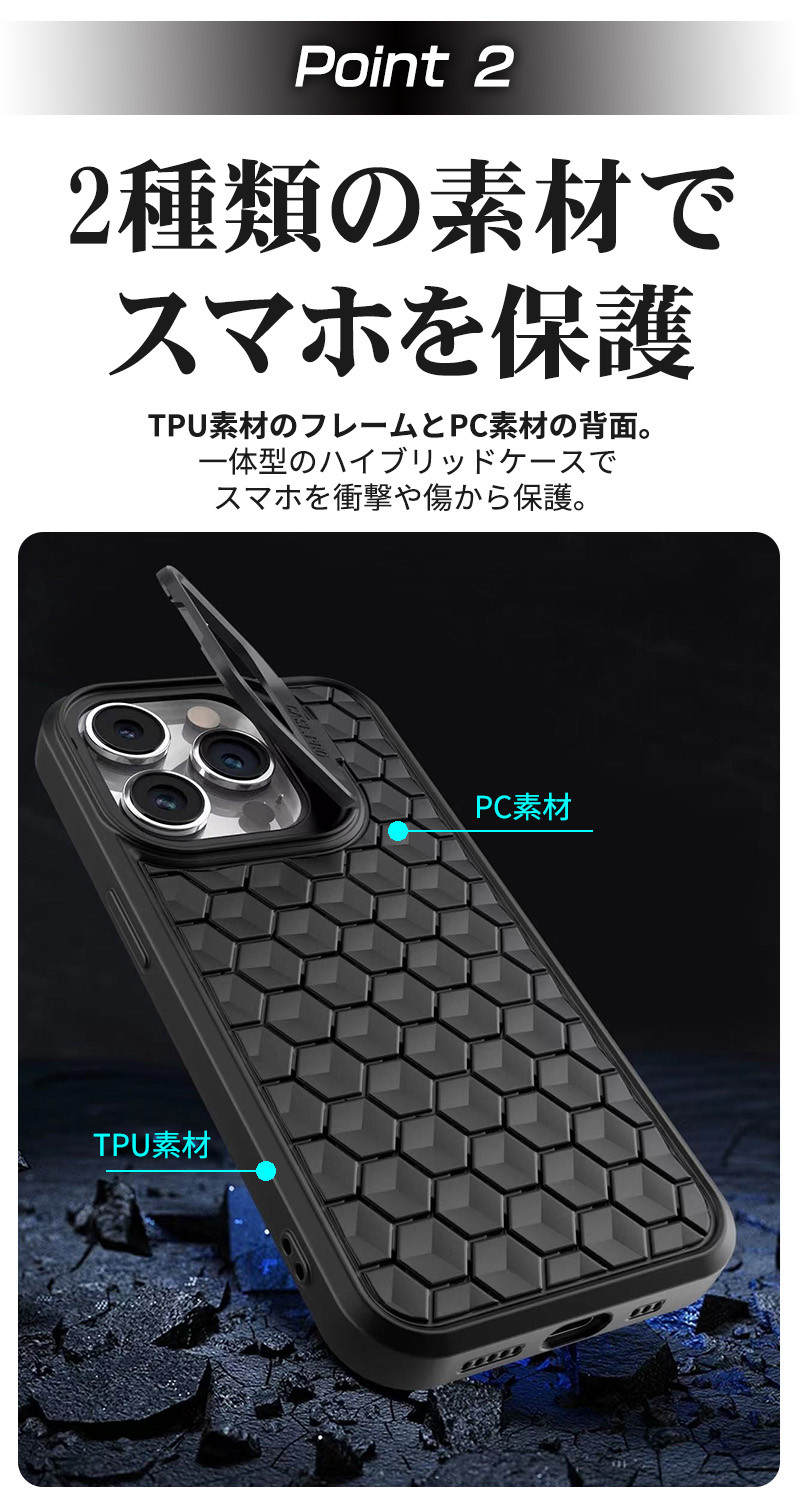 Point 2
2種類の素材で
スマホを保護
TPU素材のフレームとPC素材の背面。
一体型のハイブリッドケースで
スマホを衝撃や傷から保護。
PC素材
TPU素材